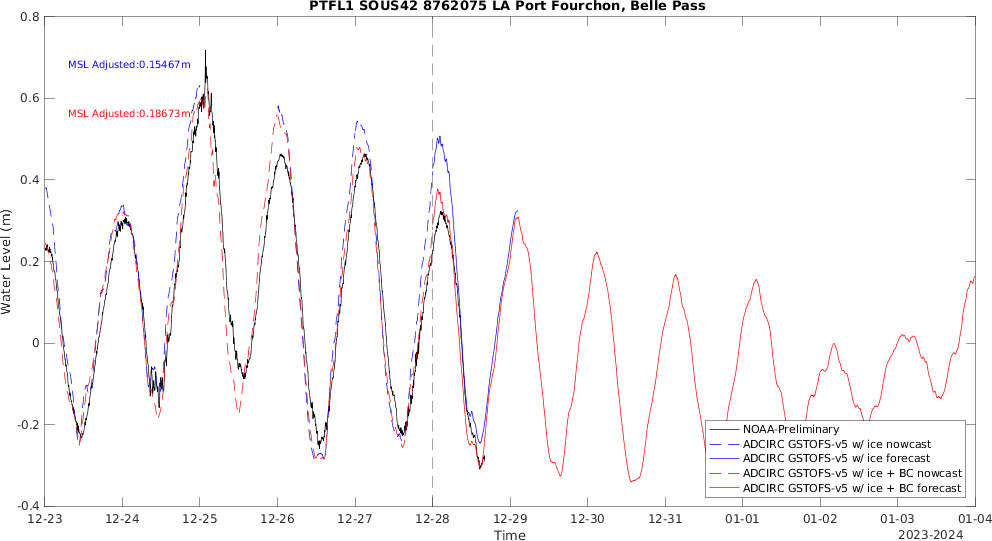 PTFL1 SOUS42 8762075 LA Port Fourchon, Belle Pass
0.8
0.6
0.4
0.2
0
-0.2
-0.4
Water Level (m)
MSL Adjusted:0.15467m
MSL Adjusted:0.18673m
NOAA-Preliminary
ADCIRC GSTOFS-v5 w/ ice nowcast
ADCIRC GSTOFS-v5 w/ ice forecast
ADCIRC GSTOFS-v5 w/ ice + BC nowcast
ADCIRC GSTOFS-v5 w/ ice + BC forecast
12-23 12-24 12-25 12-26 12-27 12-28 12-29 12-30 12-31 01-01 01-02 01-03 01-04
Time
2023-2024